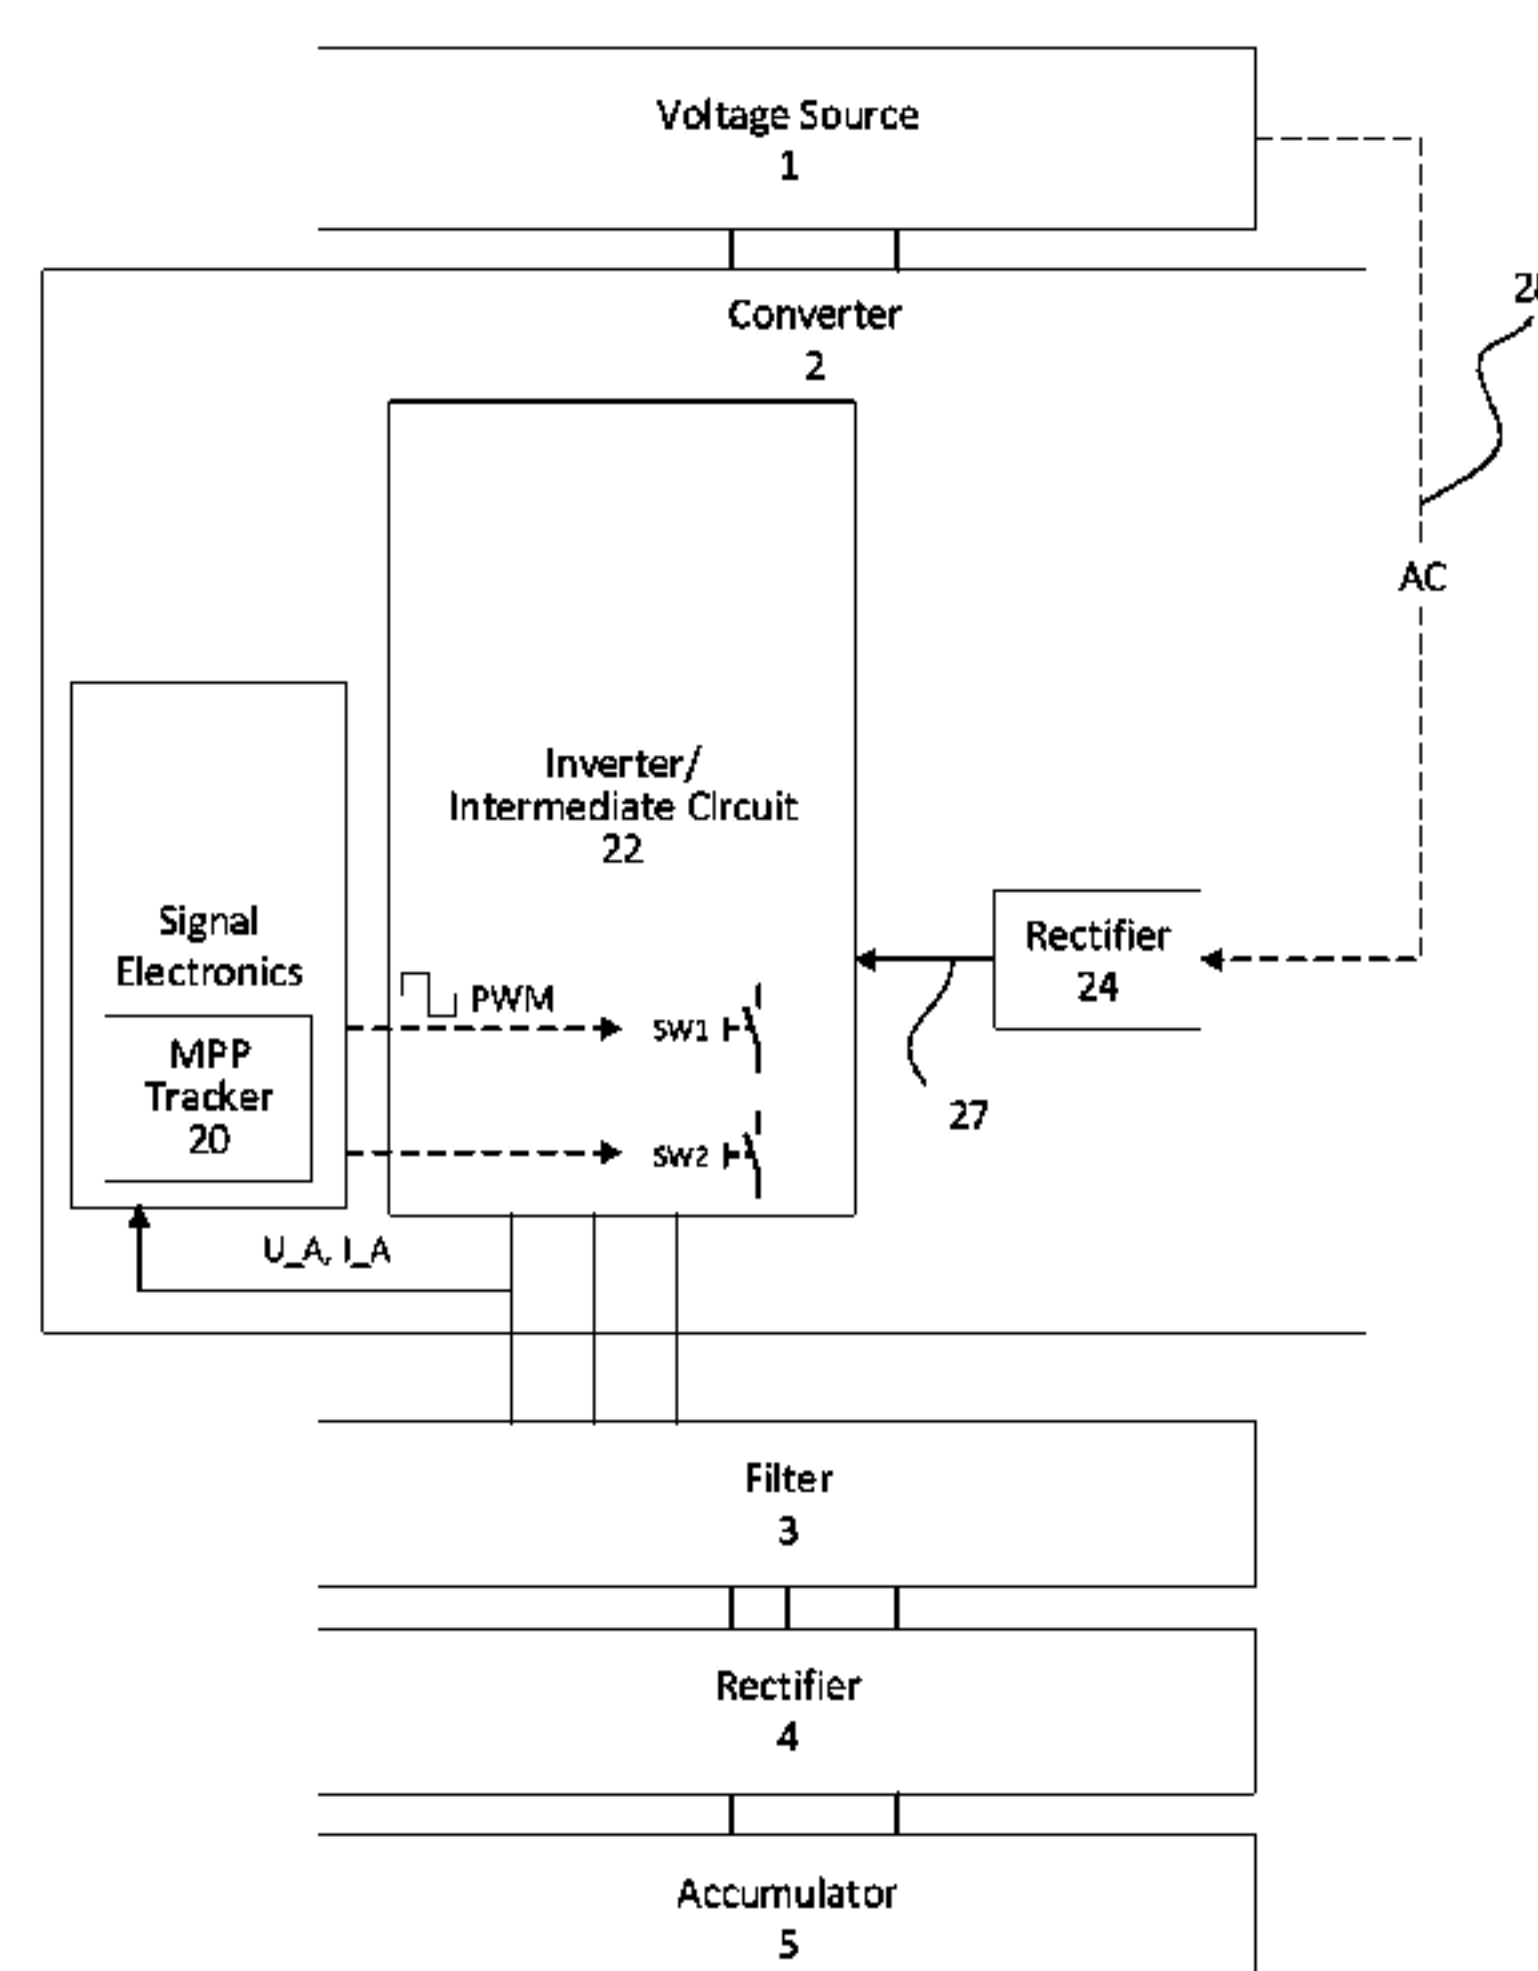 Voltage Source
1
Converter
2
28
AC
Inverter/
Intermediate CIrcuit
22
Signal
Electronics
MPP
Tracker
20
PWM
SW1
SW2
Rectifier
24
27
U_A, I_A
Filter
3
Rectifier
4
Accumulator
5